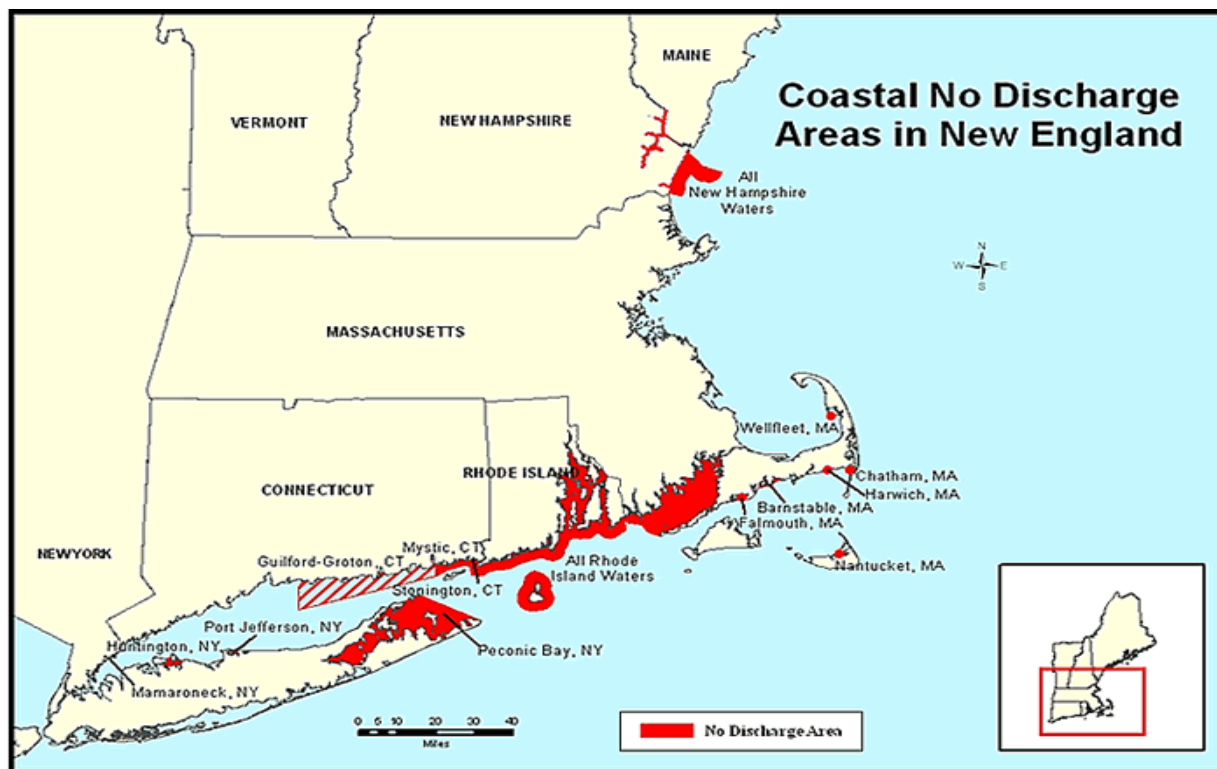 Coastal No Discharge
Areas in New England
MAINE
VERMONT
NEW HAMPSHIRE
All
New Hampshire
Waters
N
W
E
S
MASSACHUSETTS
Wellfleet, MA
RHODE ISLAND
Chatham, MA
CONNECTICUT
Harwich, MA
Barnstable, MA
Falmouth, MA
NEWYORK
Mystic, CT
Guilford-Groton, CT
All Rhode
Island Waters
Nantucket, MA
Stonington, CT
Port Jefferson, NY
Huntington, NY
Peconic Bay, NY
Mamaroneck, NY
0 5 10 20 30 40
Miles
No Discharge Area